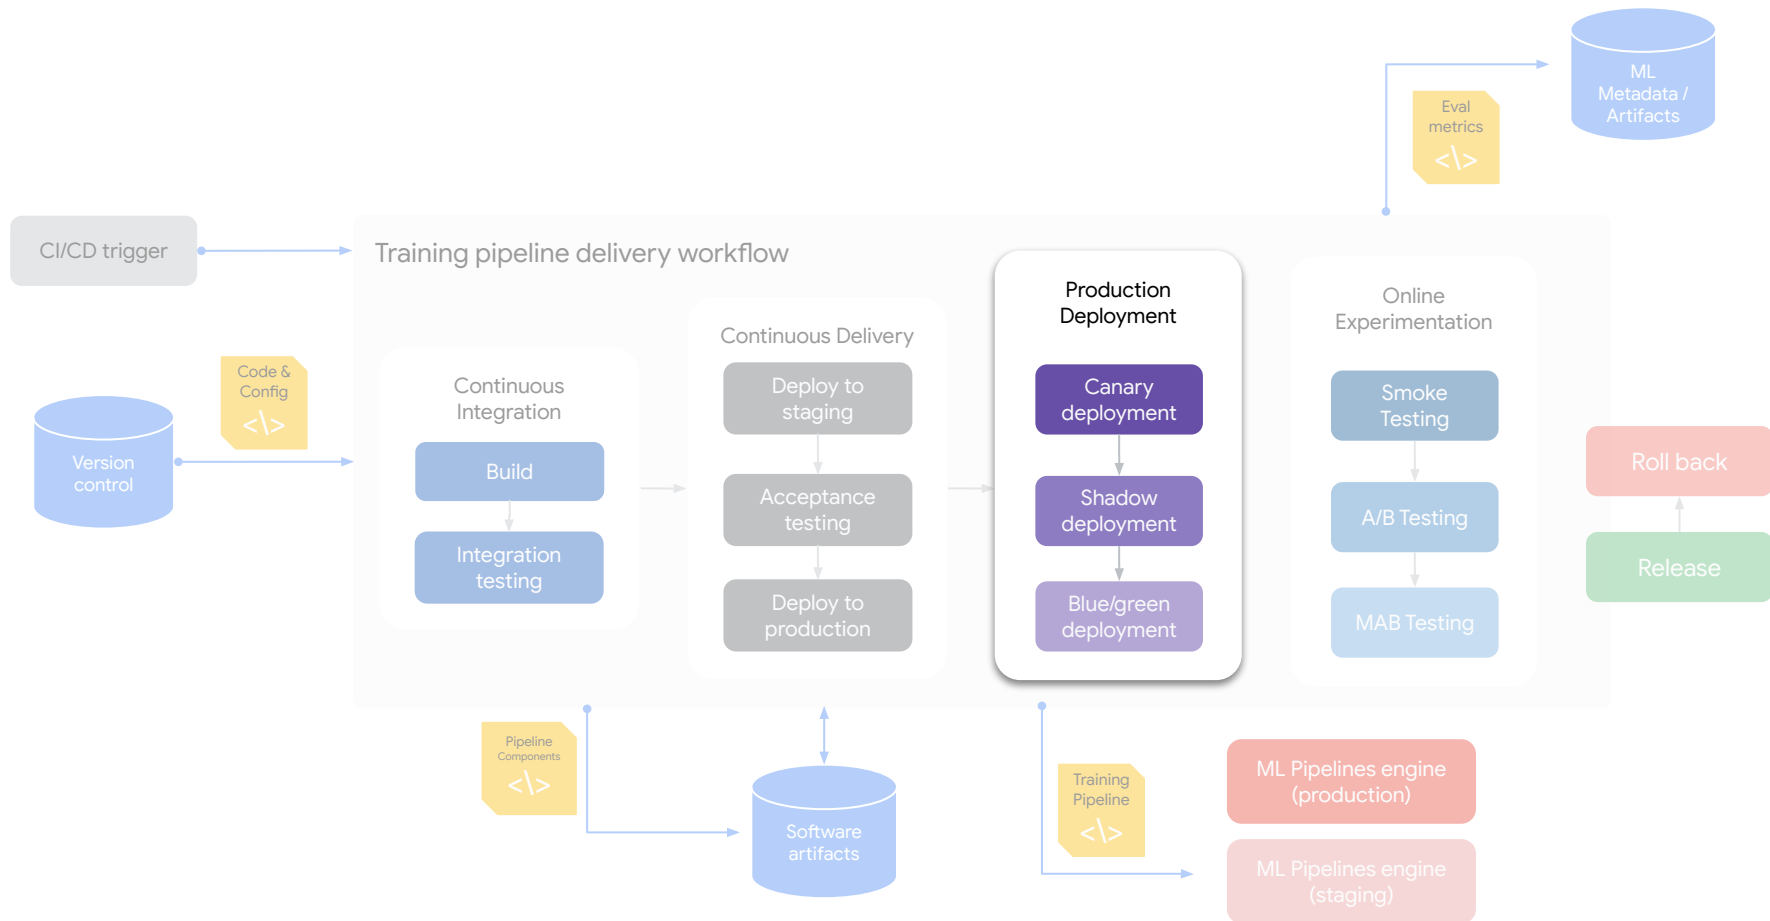 ML
Metadata /
Artifacts
Eval
metrics
</>
CI/CD trigger
Training pipeline delivery workflow
Code &
Config
</>
Version
control
Continuous
Integration
Build
Integration
testing
Continuous Delivery
Deploy to
staging
Acceptance
testing
Deploy to
production
Production
Deployment
Canary
deployment
Shadow
deployment
Blue/green
deployment
Online
Experimentation
Smoke
Testing
A/B Testing
MAB Testing
Roll back
Release
Pipeline
Components
</>
Software
artifacts
Training
Pipeline
</>
ML Pipelines engine
(production)
ML Pipelines engine
(staging)